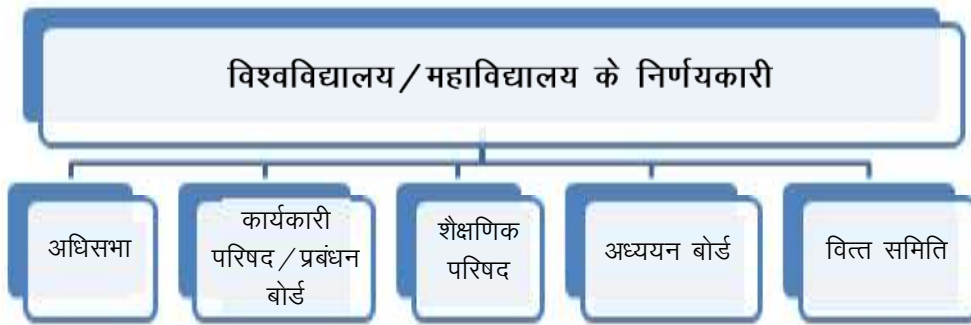 विश्वविद्यालय / महाविद्यालय के निर्णयकारी
अधिसभा
कार्यकारी
परिषद / प्रबंधन
बोर्ड
शैक्षणिक
परिषद
अध्ययन बोर्ड
वित्त समिति